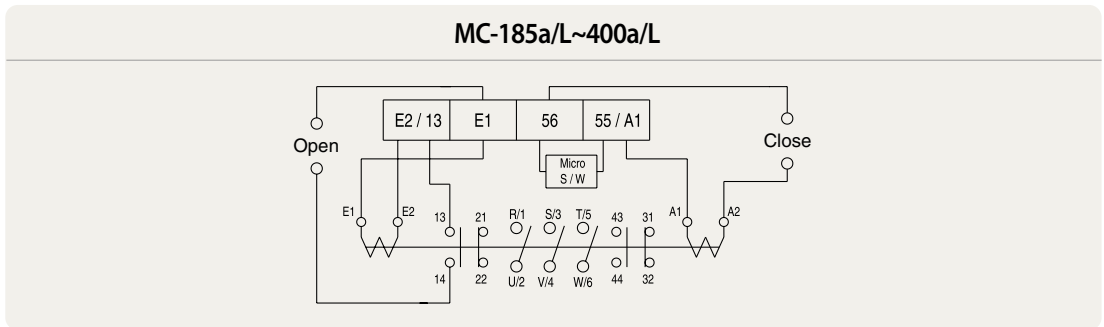 MC-185a/L~400a/L
E2 / 13 E1 56 55 / A1
Open
Close
Micro
S / W
E1 E2 13 21 R/1 S/3 T/5 43 31 A1 A2
14 22 U/2 V/4 W/6 44 32